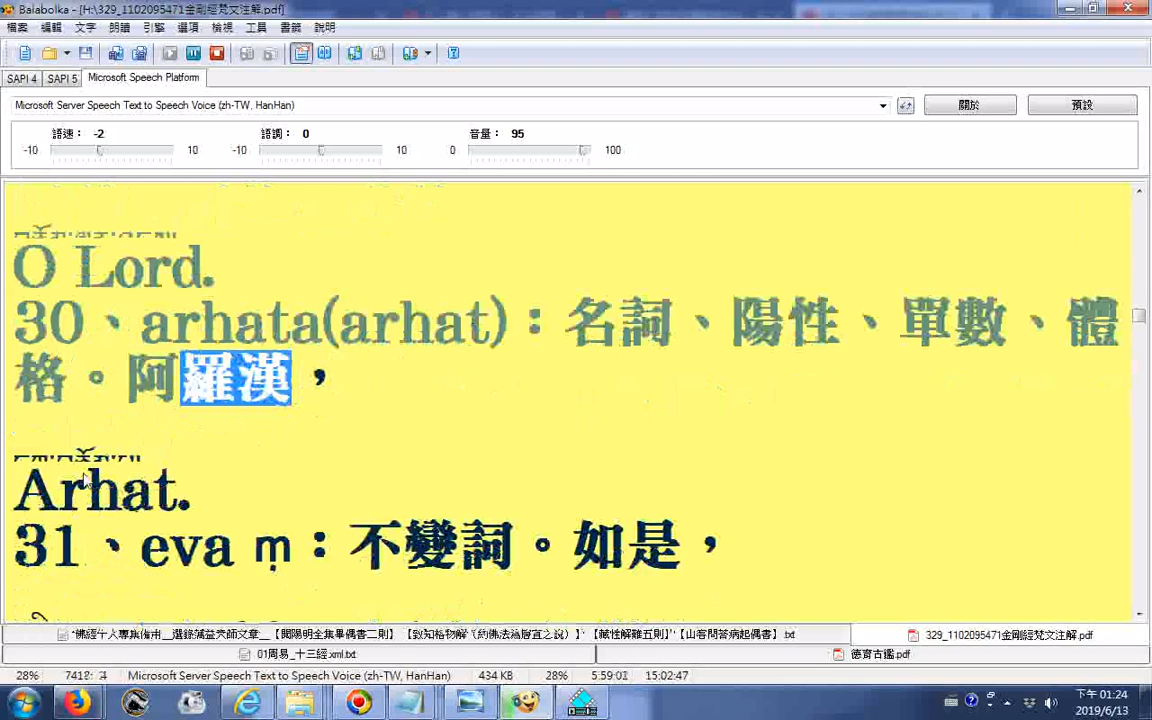 Balabolka - [H:\329_1102095471金剛經梵文注解.pdf]
檔案 編輯 文字 朗讀 引擎 選項 檢視 工具 書籤 說明
SAPI 4 SAPI 5 Microsoft Speech Platform
Microsoft Server Speech Text to Speech Voice (zh-TW, HanHan) 關於 預設
語速： -2 語調： 0 音量： 95
-10 10 -10 10 0 100
O Lord.
30、arhata(arhat)：名詞、陽性、單數、體
格。阿羅漢，
Arhat.
31、eva ṃ：不變詞。如是，
329_1102095471金剛經梵文注解.pdf
01周易_十三經.xml.txt 德育古鑑.pdf
28% Microsoft Server Speech Text to Speech Voice (zh-TW, HanHan) 434 KB 28% 5:59:01 15:02:47
下午 01:24
2019/6/13